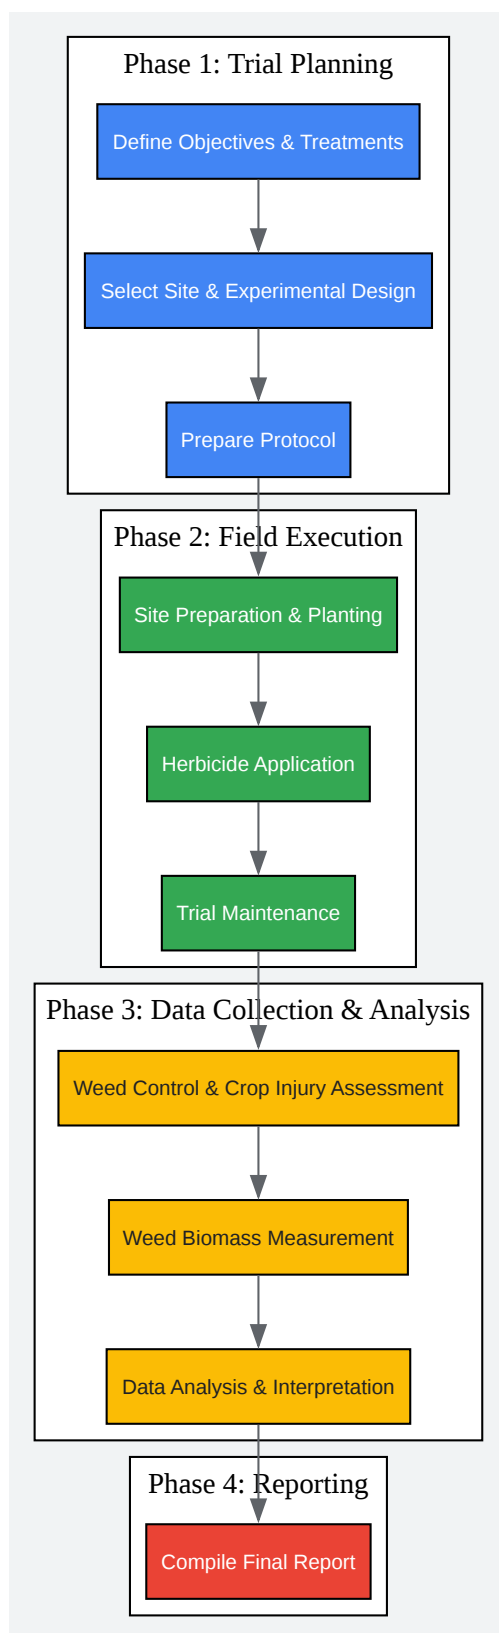 Phase 1: Trial Planning
Define Objectives & Treatments
Select Site & Experimental Design
Prepare Protocol
Phase 2: Field Execution
Site Preparation & Planting
Herbicide Application
Trial Maintenance
Phase 3: Data Collection & Analysis
Weed Control & Crop Injury Assessment
Weed Biomass Measurement
Data Analysis & Interpretation
Phase 4: Reporting
Compile Final Report